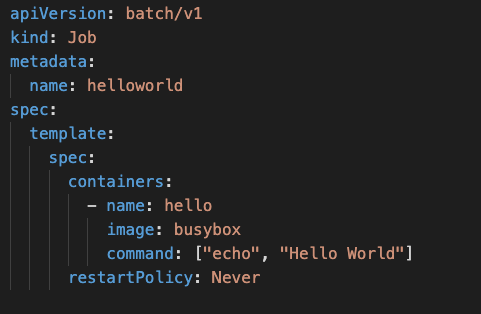 apiVersion: batch/v1
kind: Job
metadata:
  name: helloworld
spec:
  template:
    spec:
      containers:
        - name: hello
          image: busybox
          command: ["echo", "Hello World"]
      restartPolicy: Never